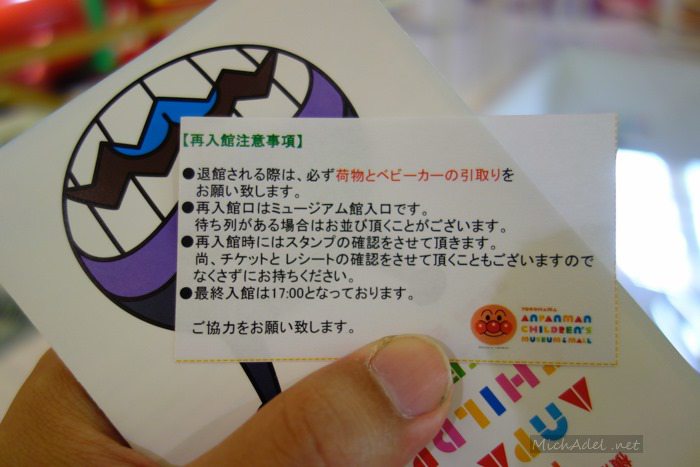 【再入館注意事項】
●退館される際は、必ず荷物とベビーカーの引取りを
お願い致します。
●再入館口はミュージアム館入口です。
待ち列がある場合はお並び頂くことがございます。
●再入館時にはスタンプの確認をさせて頂きます。
尚、チケットとレシートの確認をさせて頂くこともございますので
なくさずにお持ちください。
●最終入館は17:00となっております。
ご協力をお願い致します。
YOKOHAMA
ANPANMAN
CHILDREN'S
MUSEUM & MALL
MichAdel.net